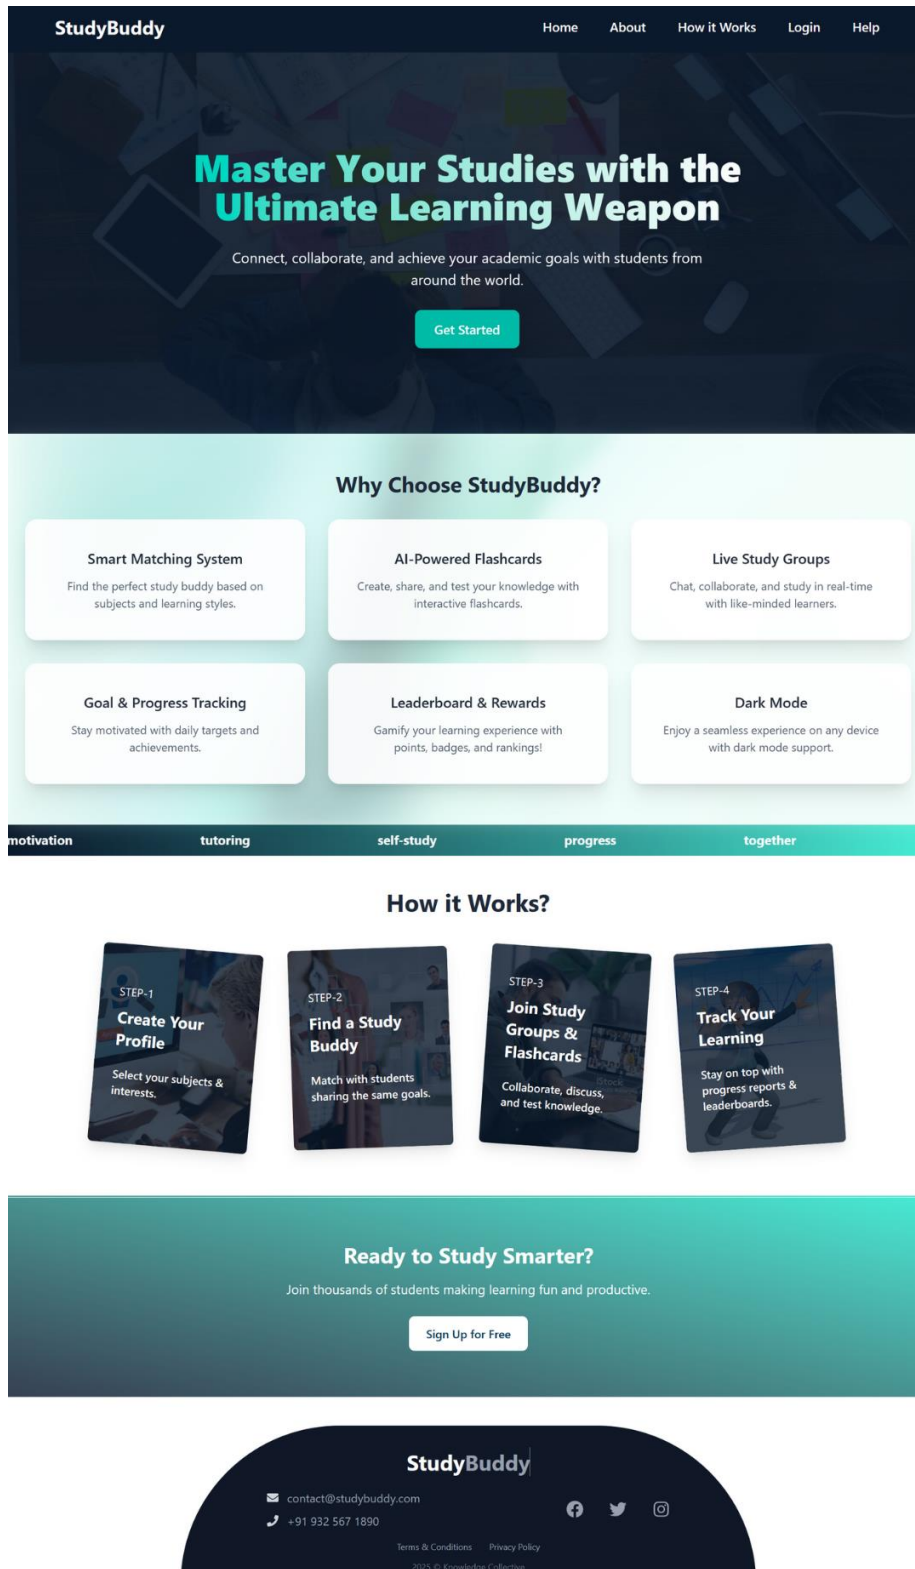 StudyBuddy
Home About How it Works Login Help
Master Your Studies with the
Ultimate Learning Weapon
Connect, collaborate, and achieve your academic goals with students from
around the world.
Get Started
Why Choose StudyBuddy?
Smart Matching System
Find the perfect study buddy based on
subjects and learning styles.
AI-Powered Flashcards
Create, share, and test your knowledge with
interactive flashcards.
Live Study Groups
Chat, collaborate, and study in real-time
with like-minded learners.
Goal & Progress Tracking
Stay motivated with daily targets and
achievements.
Leaderboard & Rewards
Gamify your learning experience with
points, badges, and rankings!
Dark Mode
Enjoy a seamless experience on any device
with dark mode support.
motivation tutoring self-study progress together
How it Works?
STEP-1
Create Your
Profile
Select your subjects &
interests.
STEP-2
Find a Study
Buddy
Match with students
sharing the same goals.
STEP-3
Join Study
Groups &
Flashcards
Collaborate, discuss,
and test knowledge.
STEP-4
Track Your
Learning
Stay on top with
progress reports &
leaderboards.
Ready to Study Smarter?
Join thousands of students making learning fun and productive.
Sign Up for Free
StudyBuddy
contact@studybuddy.com
+91 932 567 1890
Terms & Conditions Privacy Policy
2025 © Knowledge Collective